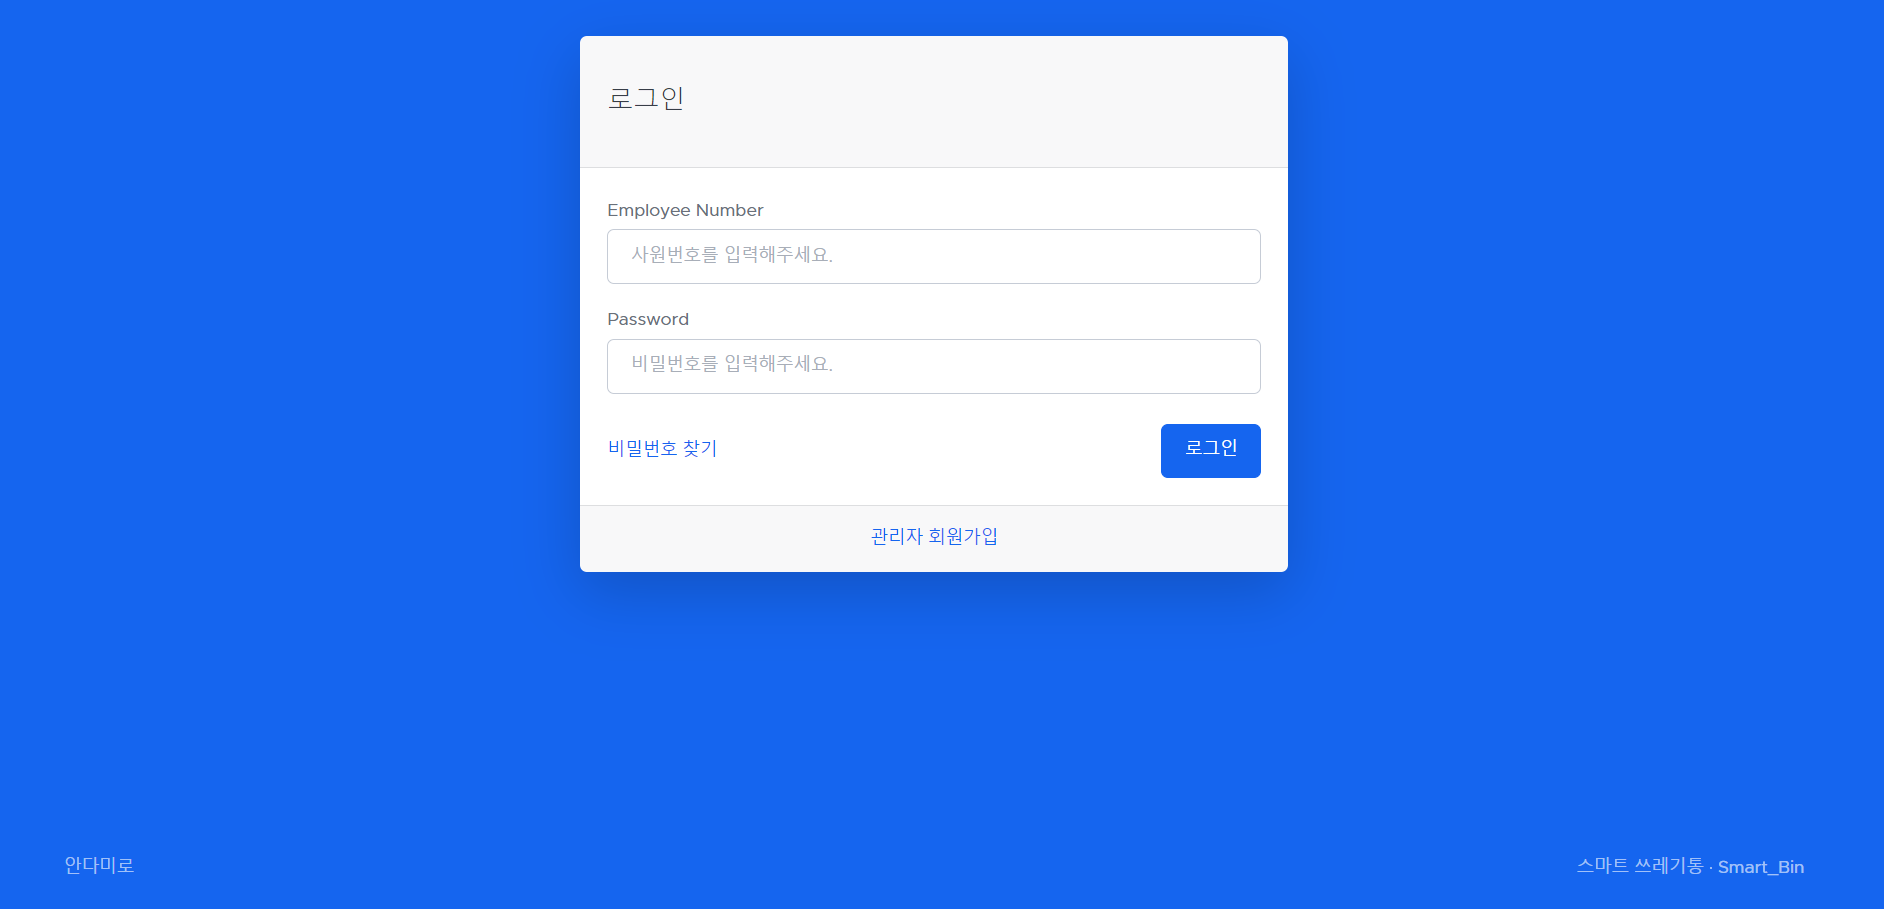 로그인
Employee Number
사원번호를 입력해주세요.
Password
비밀번호를 입력해주세요.
비밀번호 찾기
로그인
관리자 회원가입
안다미로
스마트 쓰레기통 · Smart_Bin